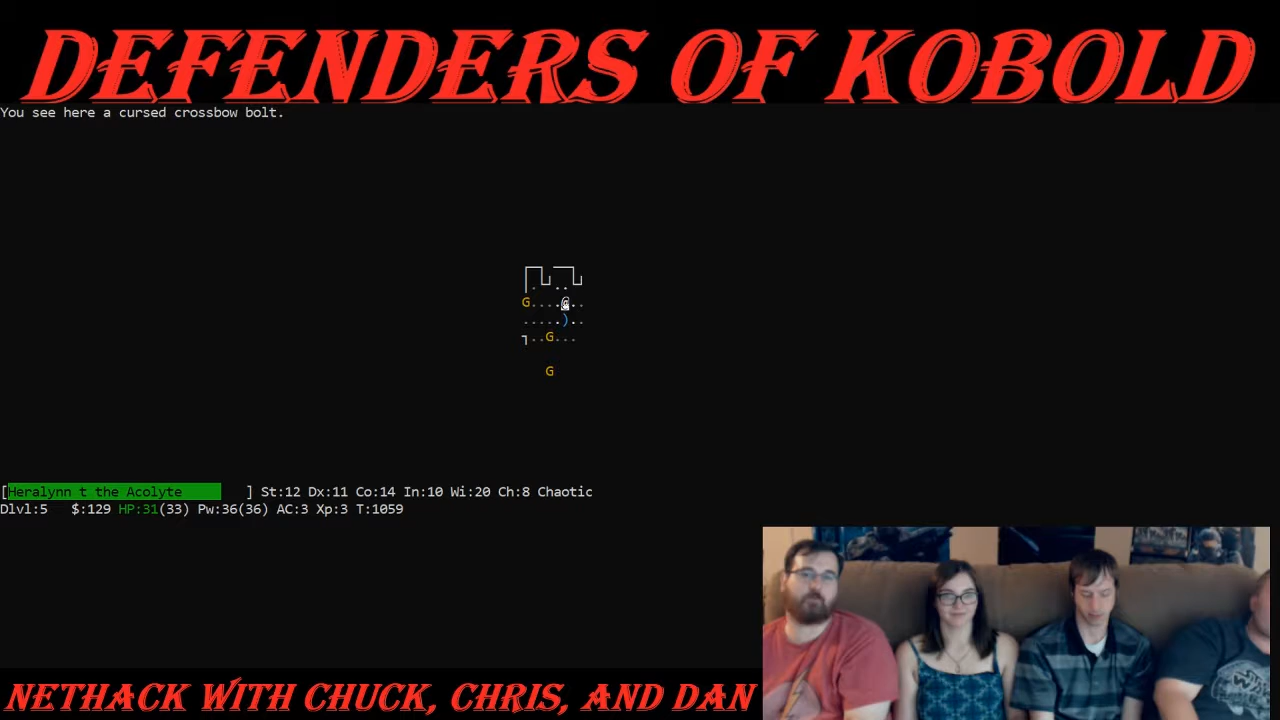 DEFENDERS OF KOBOLD
You see here a cursed crossbow bolt.
G....@..
.....)..
G...
G
[Heralynn t the Acolyte ] St:12 Dx:11 Co:14 In:10 Wi:20 Ch:8 Chaotic
Dlvl:5 $:129 HP:31(33) Pw:36(36) AC:3 Xp:3 T:1059
NETHACK WITH CHUCK, CHRIS, AND DAN